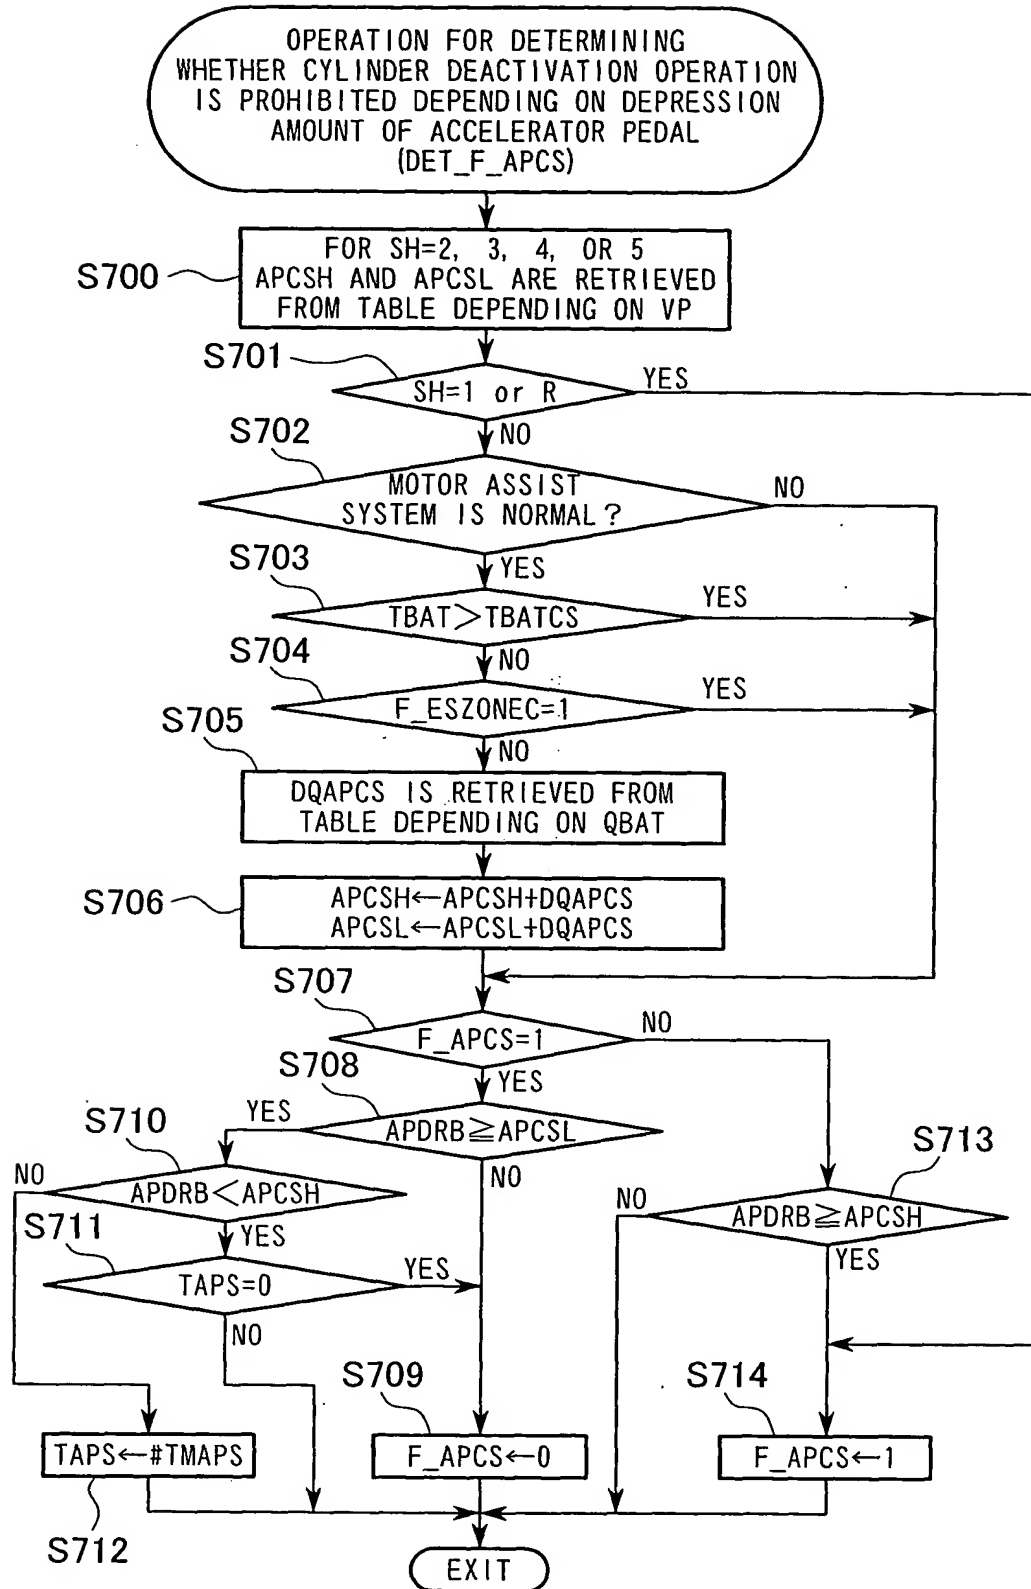 OPERATION FOR DETERMINING
WHETHER CYLINDER DEACTIVATION OPERATION
IS PROHIBITED DEPENDING ON DEPRESSION
AMOUNT OF ACCELERATOR PEDAL
(DET_F_APCS)
S700
FOR SH=2, 3, 4, OR 5
APCSH AND APCSL ARE RETRIEVED
FROM TABLE DEPENDING ON VP
S701
SH=1 or R
YES
NO
S702
MOTOR ASSIST
SYSTEM IS NORMAL?
NO
YES
S703
TBAT>TBATCS
YES
NO
S704
F_ESZONEC=1
YES
NO
S705
DQAPCS IS RETRIEVED FROM
TABLE DEPENDING ON QBAT
S706
APCSH←APCSH+DQAPCS
APCSL←APCSL+DQAPCS
S707
F_APCS=1
NO
YES
S708
APDRB≧APCSL
YES
NO
S710
APDRB<APCSH
NO
YES
S713
APDRB≧APCSH
NO
YES
S711
TAPS=0
YES
NO
S709
F_APCS←0
S714
F_APCS←1
TAPS←#TMAPS
S712
EXIT